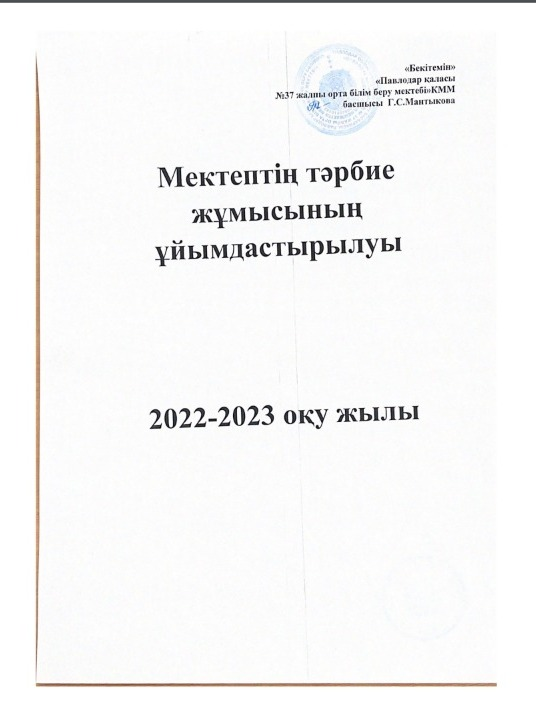 «Бекітемін»
«Павлодар қаласы
№37 жалпы орта білім беру мектебі»КММ
басшысы Г.С.Мантыкова
Мектептің тәрбие
жұмысының
ұйымдастырылуы
2022-2023 оқу жылы